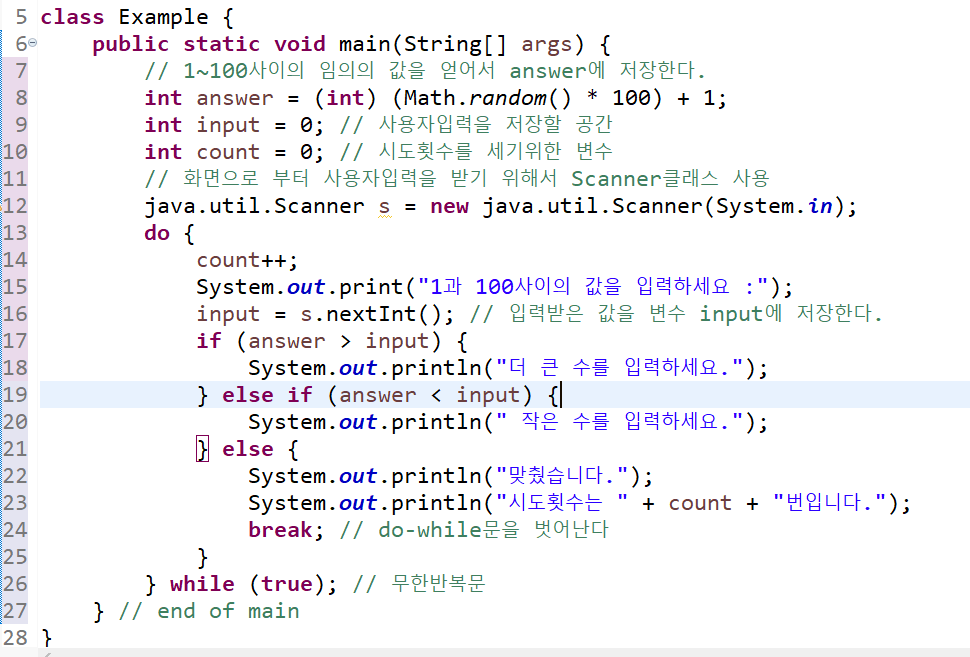 5 class Example {
6 public static void main(String[] args) {
7 // 1~100사이의 임의의 값을 얻어서 answer에 저장한다.
8 int answer = (int) (Math.random() * 100) + 1;
9 int input = 0; // 사용자입력을 저장할 공간
10 int count = 0; // 시도횟수를 세기위한 변수
11 // 화면으로 부터 사용자입력을 받기 위해서 Scanner클래스 사용
12 java.util.Scanner s = new java.util.Scanner(System.in);
13 do {
14 count++;
15 System.out.print("1과 100사이의 값을 입력하세요 :");
16 input = s.nextInt(); // 입력받은 값을 변수 input에 저장한다.
17 if (answer > input) {
18 System.out.println("더 큰 수를 입력하세요.");
19 } else if (answer < input) {
20 System.out.println(" 작은 수를 입력하세요.");
21 } else {
22 System.out.println("맞췄습니다.");
23 System.out.println("시도횟수는 " + count + "번입니다.");
24 break; // do-while문을 벗어난다
25 }
26 } while (true); // 무한반복문
27 } // end of main
28 }